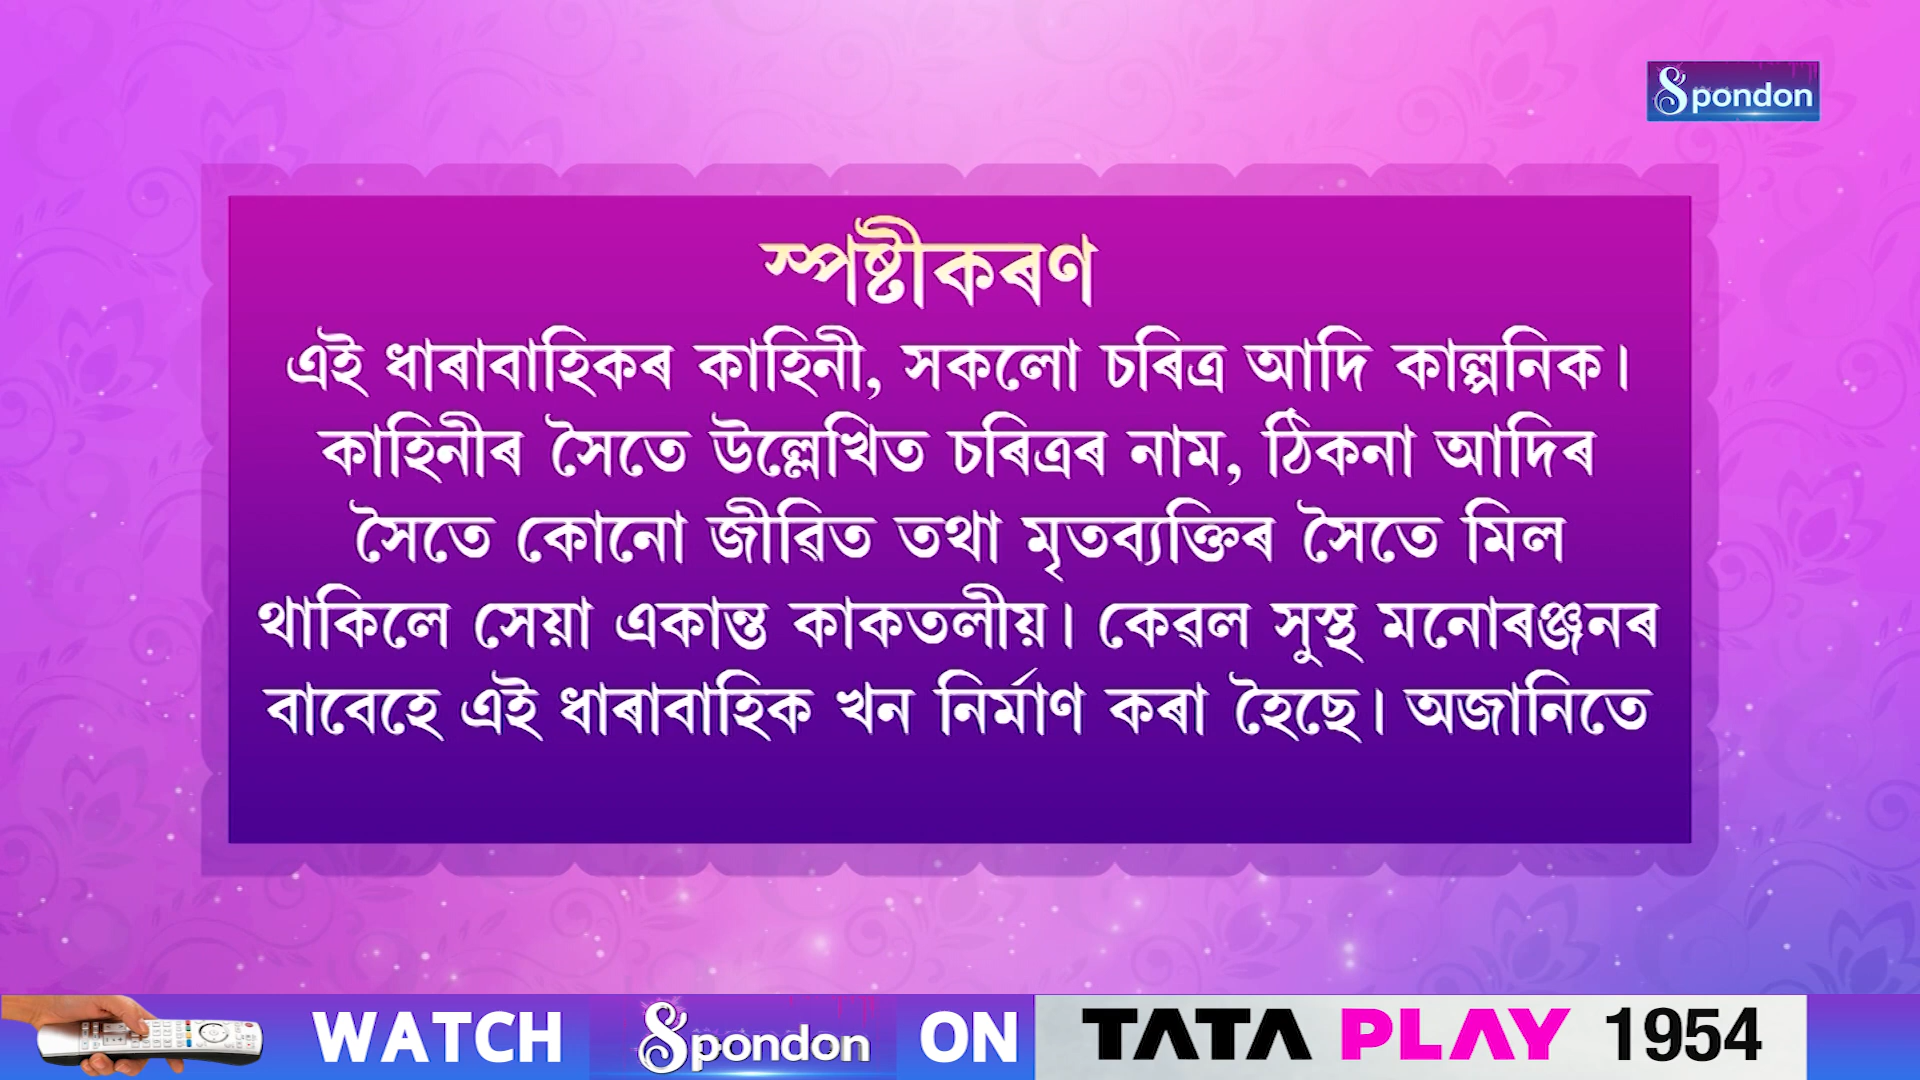 Spondon
স্পষ্টীকৰণ
এই ধাৰাবাহিকৰ কাহিনী, সকলো চৰিত্ৰ আদি কাল্পনিক।
কাহিনীৰ সৈতে উল্লেখিত চৰিত্ৰৰ নাম, ঠিকনা আদিৰ
সৈতে কোনো জীৱিত তথা মৃতব্যক্তিৰ সৈতে মিল
থাকিলে সেয়া একান্ত কাকতলীয়। কেৱল সুস্থ মনোৰঞ্জনৰ
বাবেহে এই ধাৰাবাহিক খন নিৰ্মাণ কৰা হৈছে। অজানিতে
WATCH Spondon ON TATA PLAY 1954